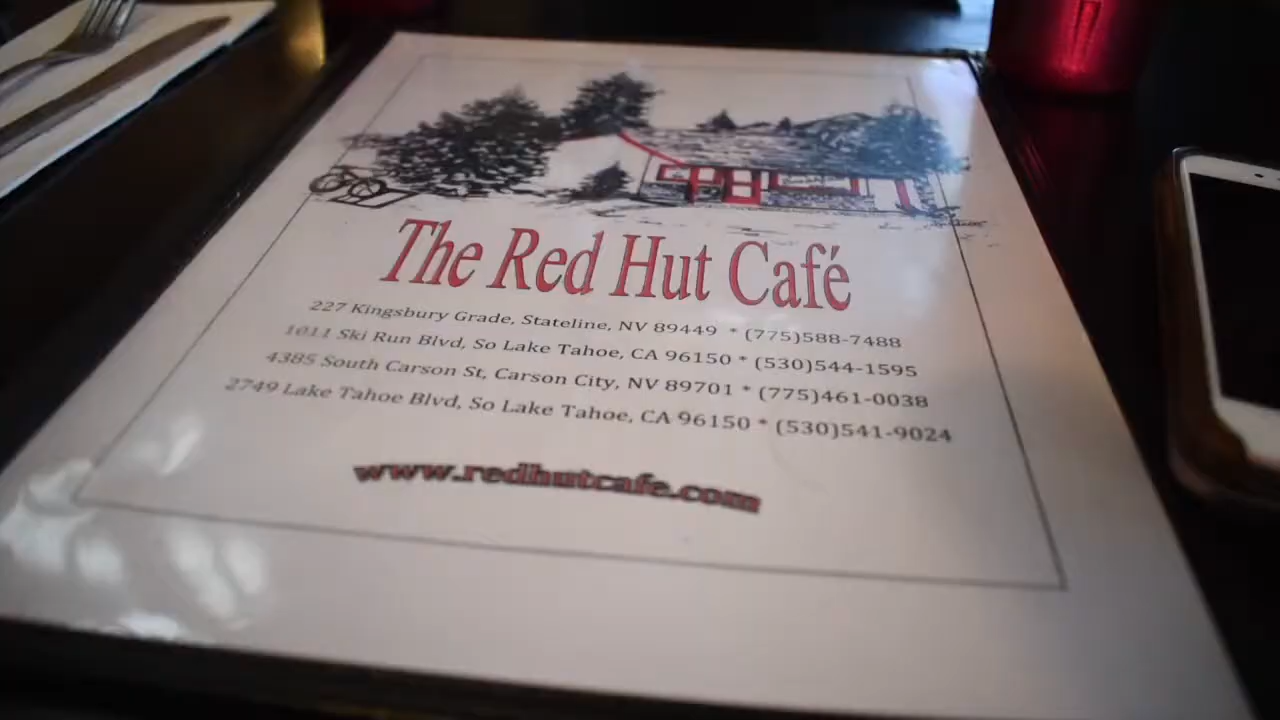 The Red Hut Café
227 Kingsbury Grade, Stateline, NV 89449 * (775)588-7488
1011 Ski Run Blvd, So Lake Tahoe, CA 96150 * (530)544-1595
4385 South Carson St, Carson City, NV 89701 * (775)461-0038
2749 Lake Tahoe Blvd, So Lake Tahoe, CA 96150 * (530)541-9024
www.redhutcafe.com